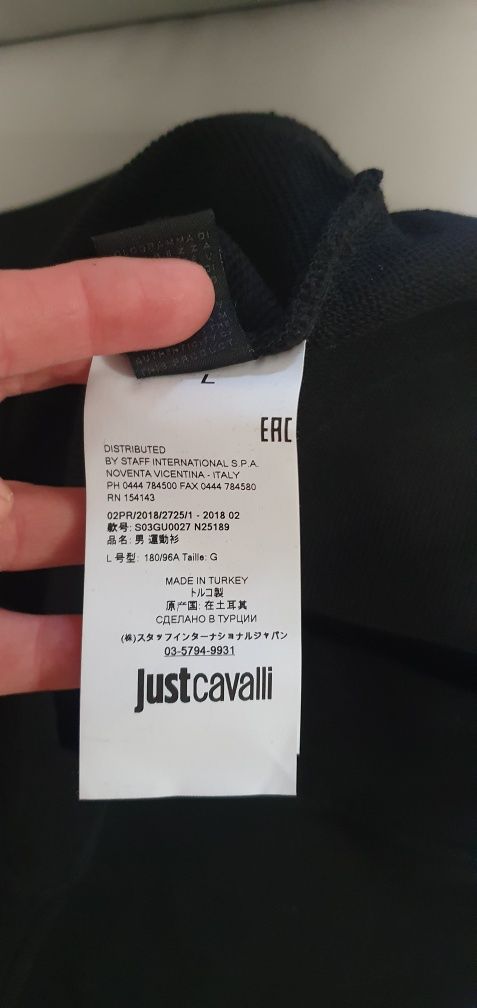 L
EAC
DISTRIBUTED
BY STAFF INTERNATIONAL S.P.A.
NOVENTA VICENTINA - ITALY
PH 0444 784500 FAX 0444 784580
RN 154143
02PR/2018/2725/1 - 2018 02
款号: S03GU0027 N25189
品名: 男 運動衫
L 号型: 180/96A Taille: G
MADE IN TURKEY
トルコ製
原产国: 在土耳其
СДЕЛАНО В ТУРЦИИ
(株)スタッフインターナショナルジャパン
03-5794-9931
justcavalli